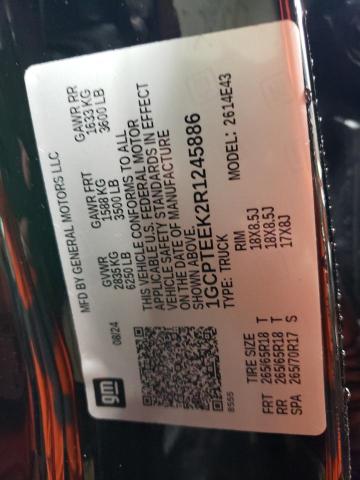 MFD BY GENERAL MOTORS LLC
08/24
GVWR GAWR FRT GAWR RR
2835 KG 1588 KG 1633 KG
6250 LB 3500 LB 3600 LB
THIS VEHICLE CONFORMS TO ALL
APPLICABLE U.S. FEDERAL MOTOR
VEHICLE SAFETY STANDARDS IN EFFECT
ON THE DATE OF MANUFACTURE
SHOWN ABOVE.
1GCPTEEK2R1245886
TYPE: TRUCK MODEL: 2614E43
gm
8555
TIRE SIZE RIM
FRT 265/65R18 T 18X8.5J
RR 265/65R18 T 18X8.5J
SPA 265/70R17 S 17X8J